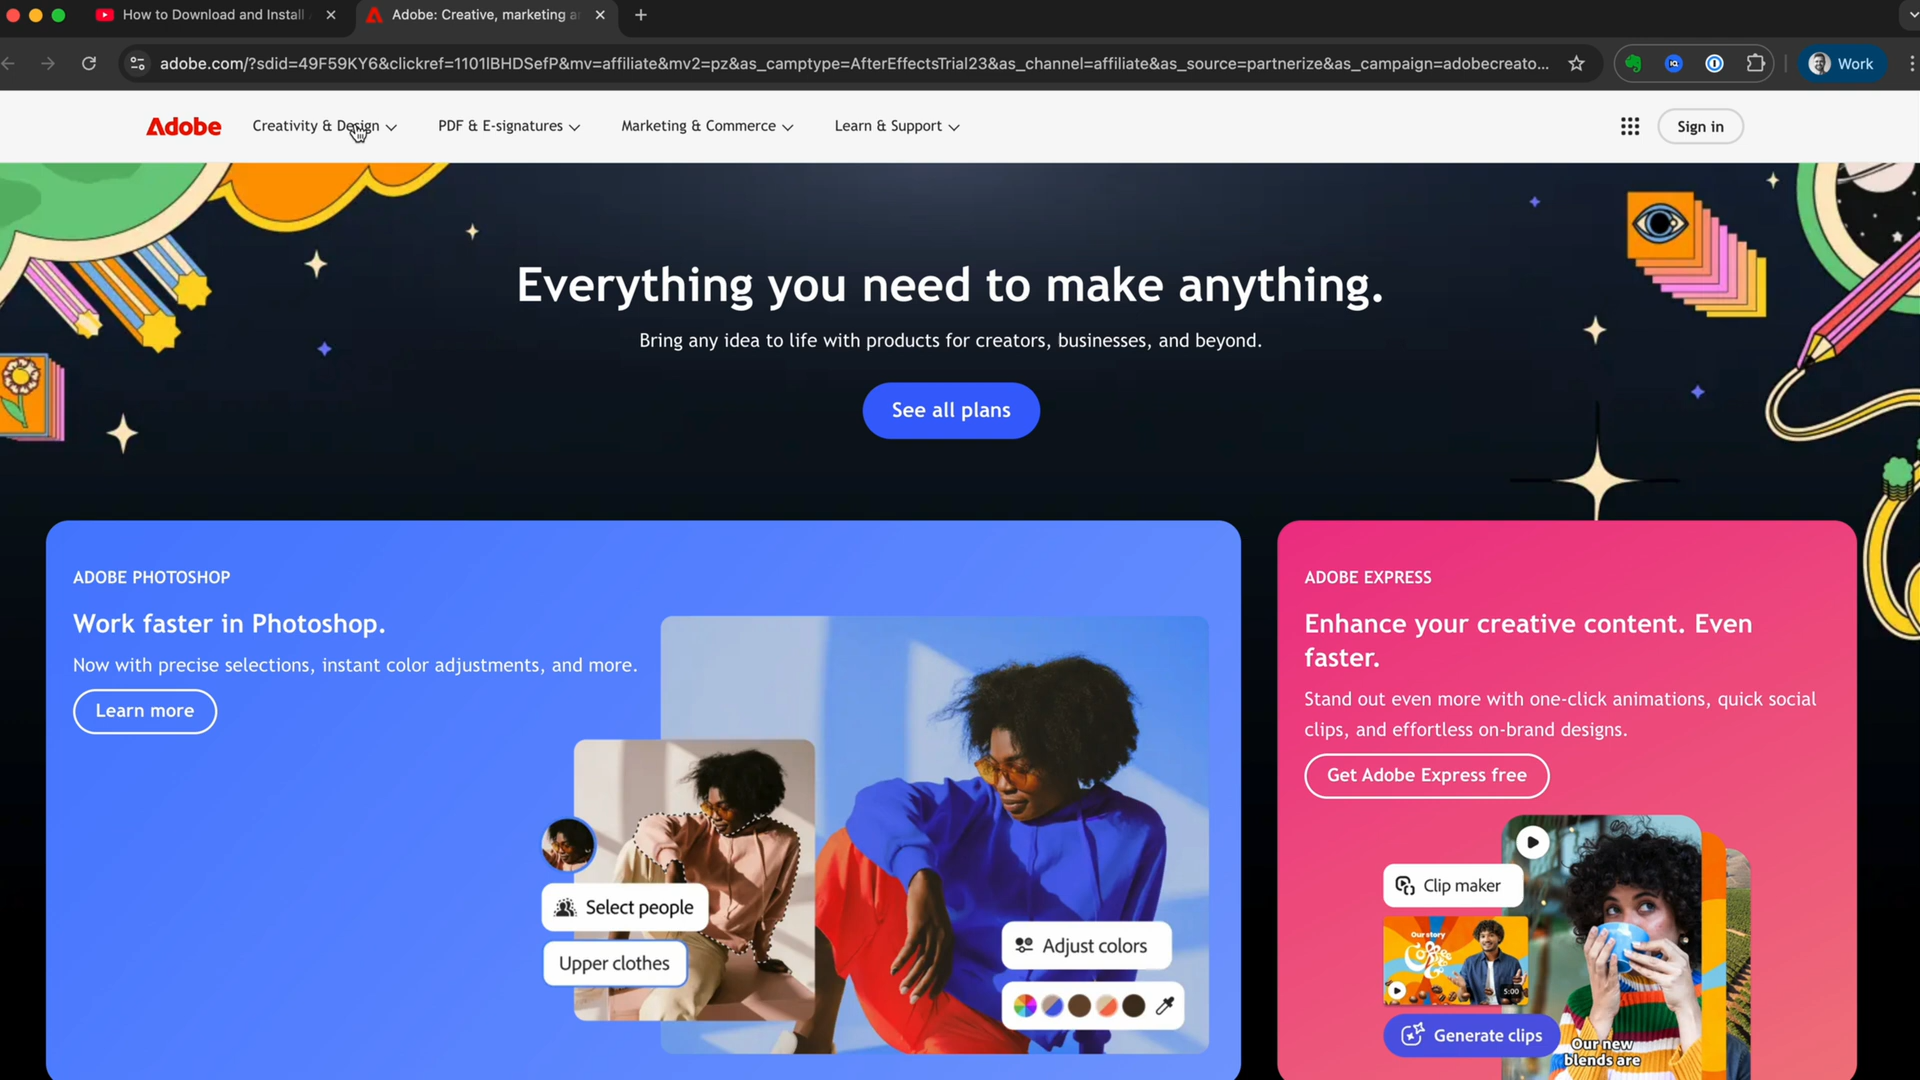 How to Download and Install
Adobe: Creative, marketing a
adobe.com/?sdid=49F59KY6&clickref=1101lBHDSefP&mv=affiliate&mv2=pz&as_camptype=AfterEffectsTrial23&as_channel=affiliate&as_source=partnerize&as_campaign=adobecreato...
Work
Adobe
Creativity & Design
PDF & E-signatures
Marketing & Commerce
Learn & Support
Sign in
Everything you need to make anything.
Bring any idea to life with products for creators, businesses, and beyond.
See all plans
ADOBE PHOTOSHOP
Work faster in Photoshop.
Now with precise selections, instant color adjustments, and more.
Learn more
Select people
Upper clothes
Adjust colors
ADOBE EXPRESS
Enhance your creative content. Even
faster.
Stand out even more with one-click animations, quick social
clips, and effortless on-brand designs.
Get Adobe Express free
Clip maker
Our story
Coffee
5:00
Generate clips
Our new
blends are